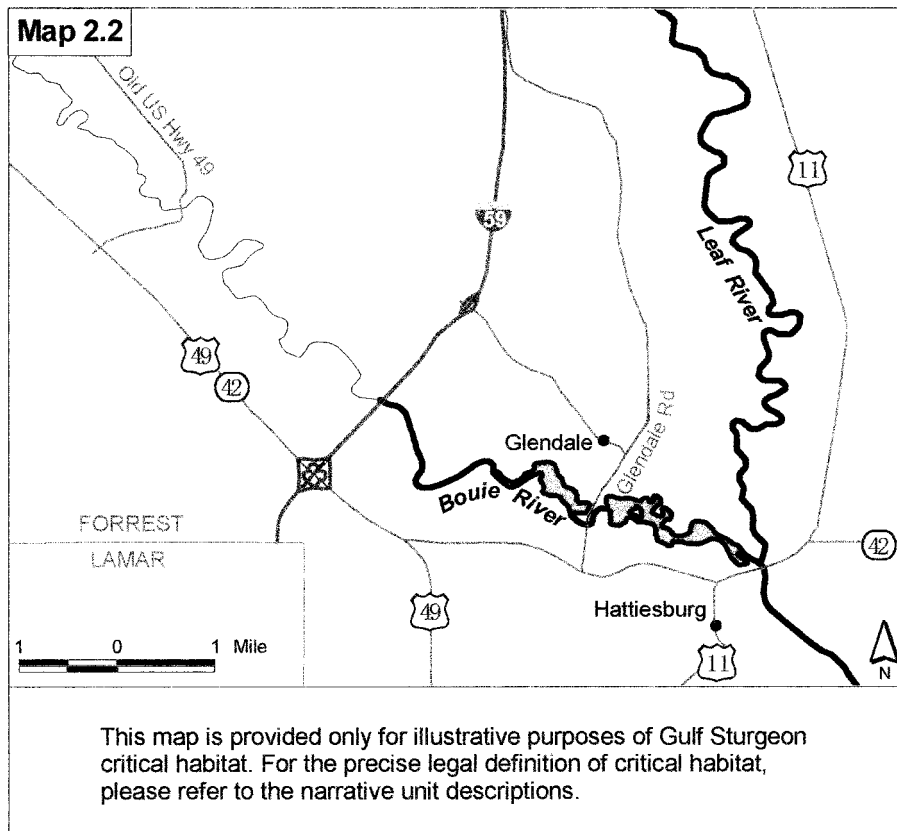 Map 2.2
Old US Hwy 49
11
59
Leaf River
49
42
Glendale
Glendale Rd
Bouie River
FORREST
LAMAR
42
49
Hattiesburg
11
1 0 1 Mile
N
This map is provided only for illustrative purposes of Gulf Sturgeon
critical habitat. For the precise legal definition of critical habitat,
please refer to the narrative unit descriptions.